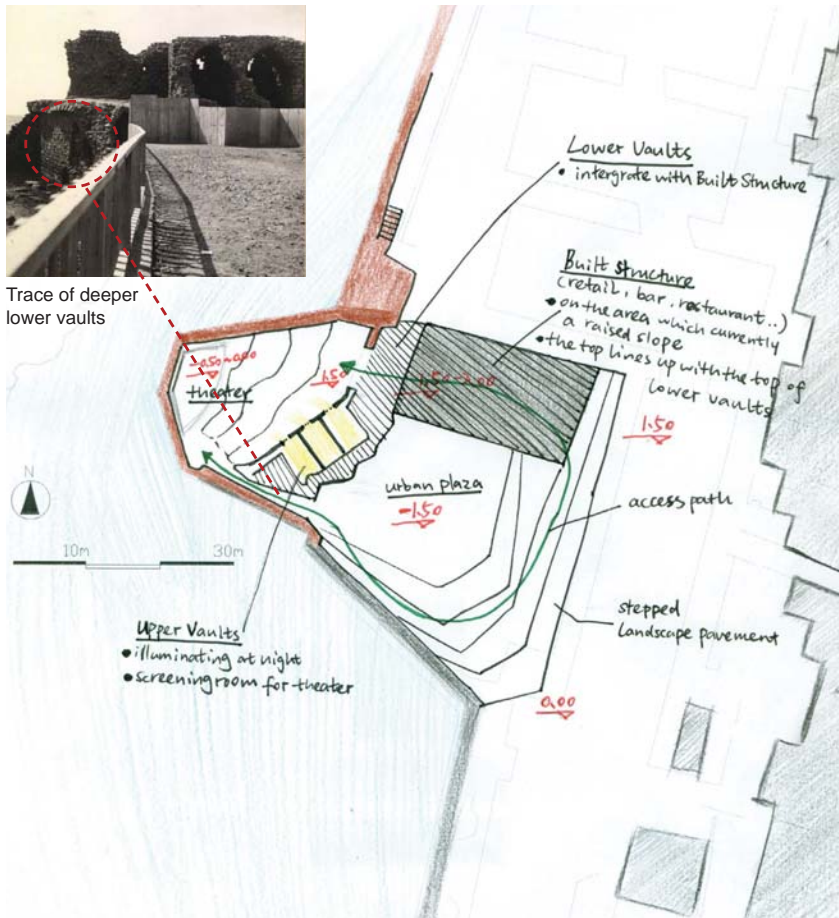 Trace of deeper
lower vaults
Lower Vaults
• intergrate with Built Structure
Built structure
(retail, bar, restaurant..)
• on the area which currently
a raised slope
• the top lines up with the top of
lower vaults
theater
1.50
1.50
urban plaza
-1.50
access path
N
10m 30m
stepped
landscape pavement
Upper Vaults
• illuminating at night
• screening room for theater
0.00